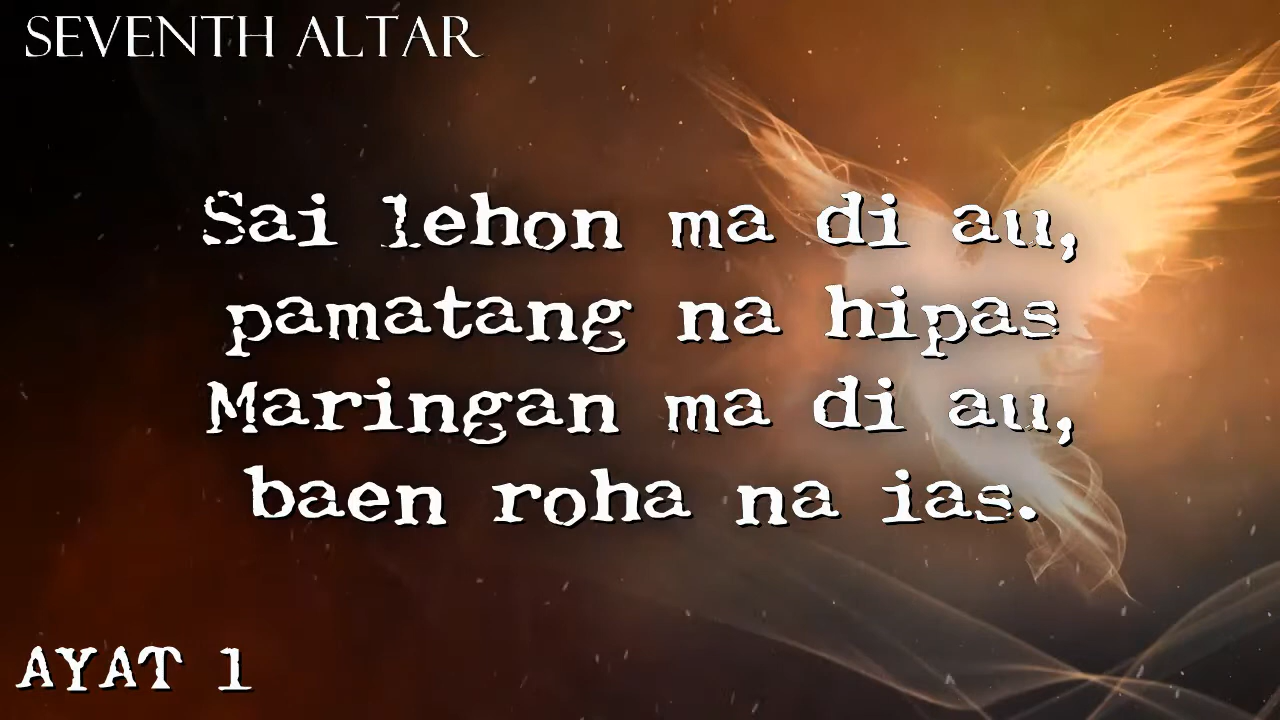 SEVENTH ALTAR
Sai lehon ma di au,
pamatang na hipas
Maringan ma di au,
baen roha na ias.
AYAT 1